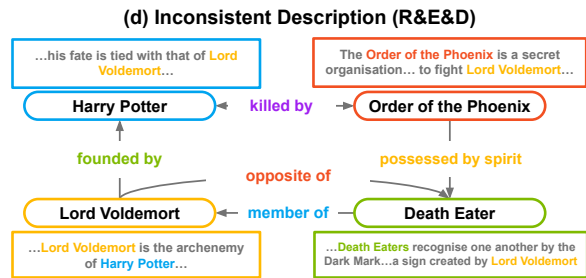 (d) Inconsistent Description (R&E&D)
…his fate is tied with that of Lord
Voldemort…
The Order of the Phoenix is a secret
organisation… to fight Lord Voldemort…
Harry Potter
killed by
Order of the Phoenix
founded by
possessed by spirit
opposite of
Lord Voldemort
member of
Death Eater
…Lord Voldemort is the archenemy
of Harry Potter…
…Death Eaters recognise one another by the
Dark Mark…a sign created by Lord Voldemort